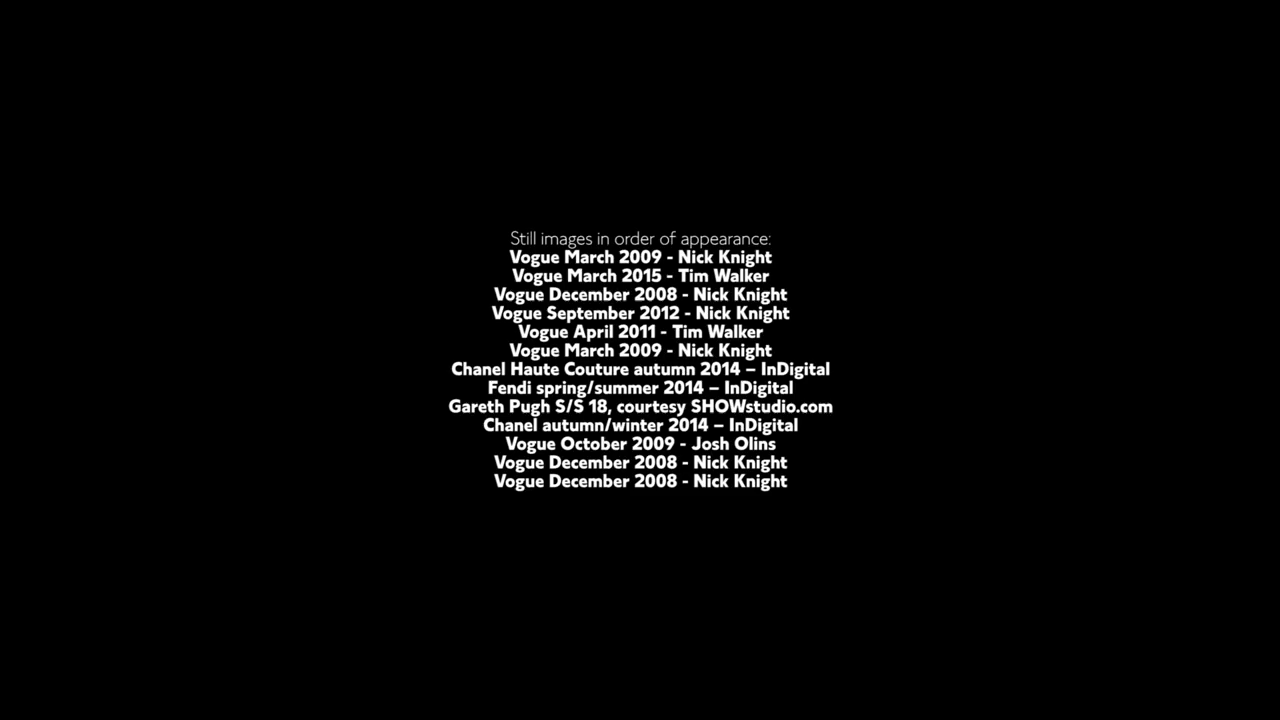 Still images in order of appearance:
Vogue March 2009 - Nick Knight
Vogue March 2015 - Tim Walker
Vogue December 2008 - Nick Knight
Vogue September 2012 - Nick Knight
Vogue April 2011 - Tim Walker
Vogue March 2009 - Nick Knight
Chanel Haute Couture autumn 2014 – InDigital
Fendi spring/summer 2014 – InDigital
Gareth Pugh S/S 18, courtesy SHOWstudio.com
Chanel autumn/winter 2014 – InDigital
Vogue October 2009 - Josh Olins
Vogue December 2008 - Nick Knight
Vogue December 2008 - Nick Knight